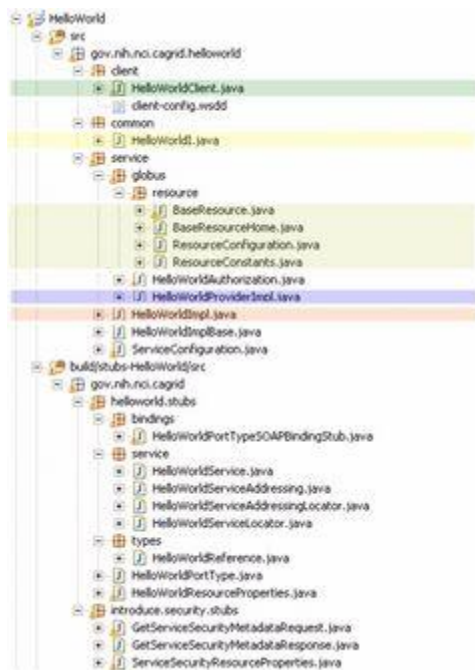 HelloWorld
src
gov.nih.nci.cagrid.helloworld
client
HelloWorldClient.java
client-config.wsdd
common
HelloWorldI.java
service
globus
resource
BaseResource.java
BaseResourceHome.java
ResourceConfiguration.java
ResourceConstants.java
HelloWorldAuthorization.java
HelloWorldProviderImpl.java
HelloWorldImpl.java
HelloWorldImplBase.java
ServiceConfiguration.java
build/stubs-HelloWorld/src
gov.nih.nci.cagrid
helloworld.stubs
bindings
HelloWorldPortTypeSOAPBindingStub.java
service
HelloWorldService.java
HelloWorldServiceAddressing.java
HelloWorldServiceAddressingLocator.java
HelloWorldServiceLocator.java
types
HelloWorldReference.java
HelloWorldPortType.java
HelloWorldResourceProperties.java
introduce.security.stubs
GetServiceSecurityMetadataRequest.java
GetServiceSecurityMetadataResponse.java
ServiceSecurityResourceProperties.java